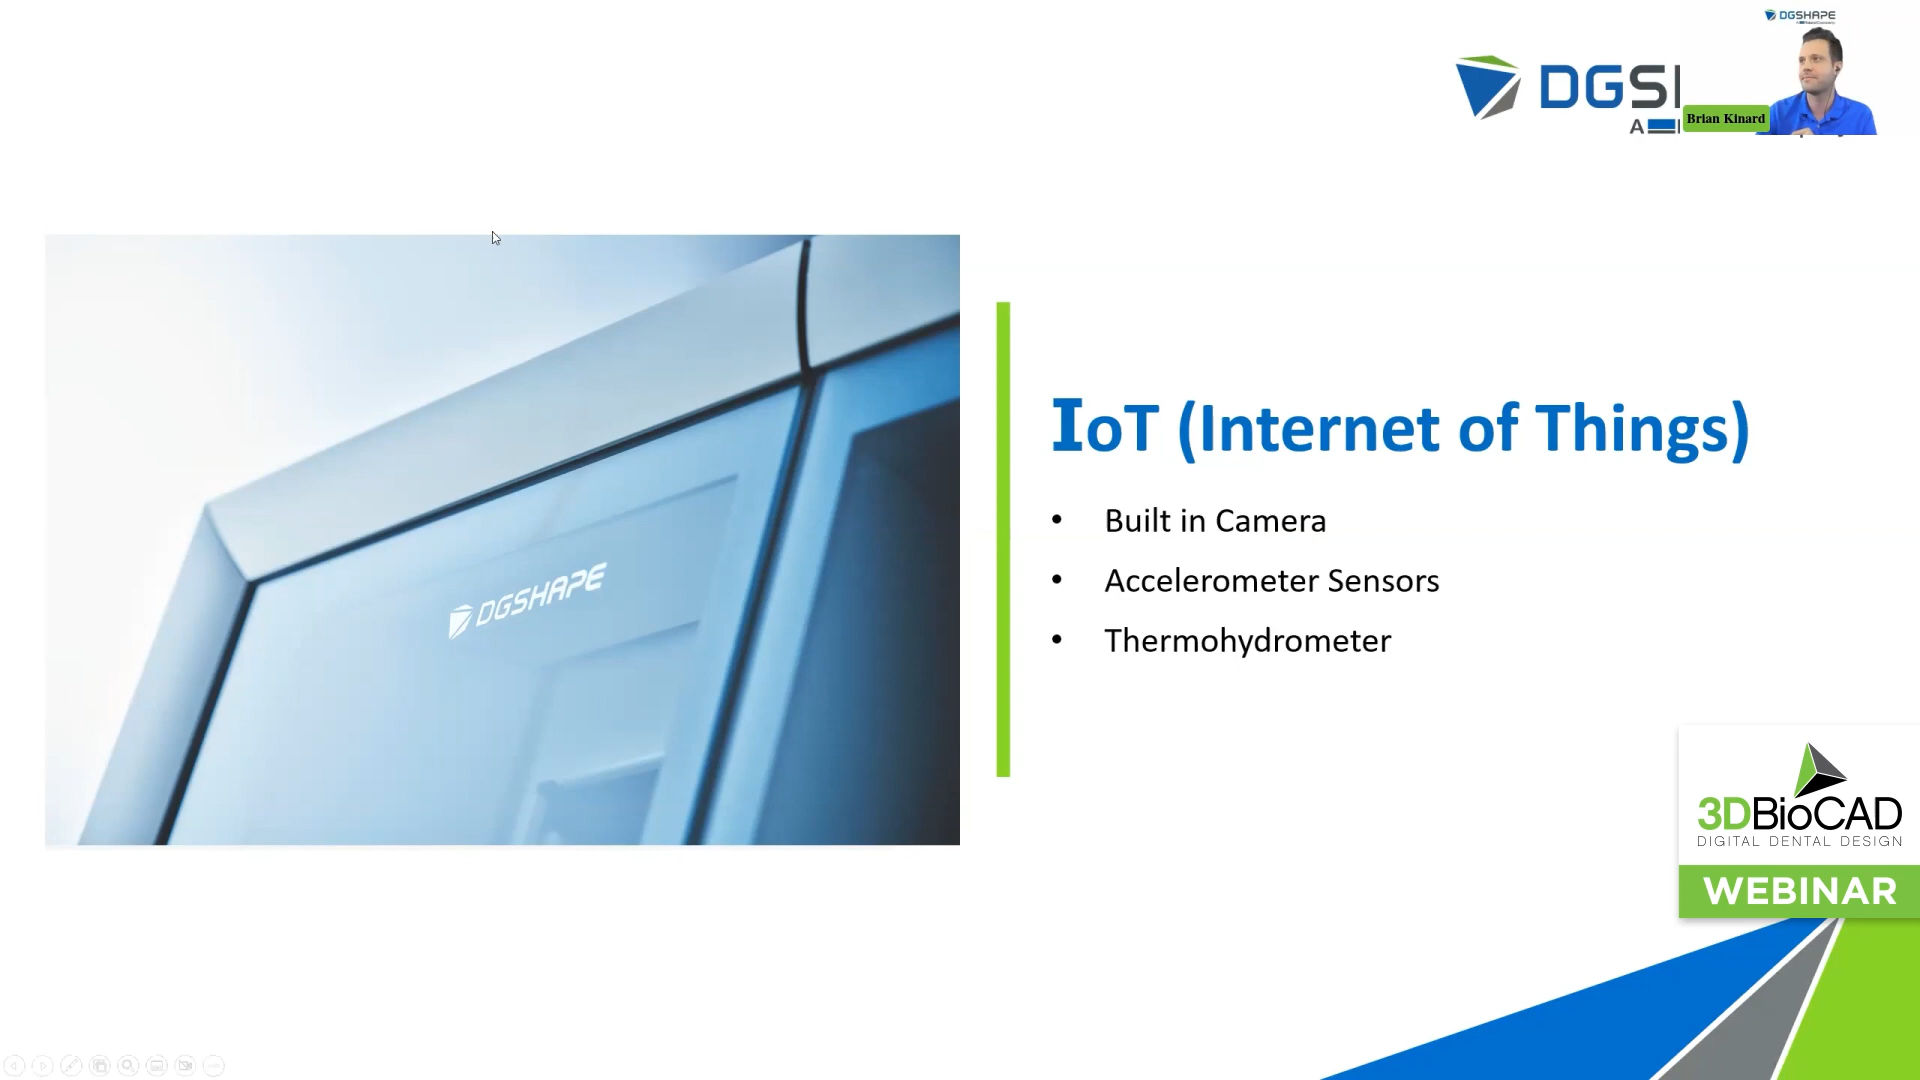 DGSHAPE
DGS
A
Brian Kinard
DGSHAPE
IoT (Internet of Things)
• Built in Camera
• Accelerometer Sensors
• Thermohydrometer
3DBioCAD
DIGITAL DENTAL DESIGN
WEBINAR